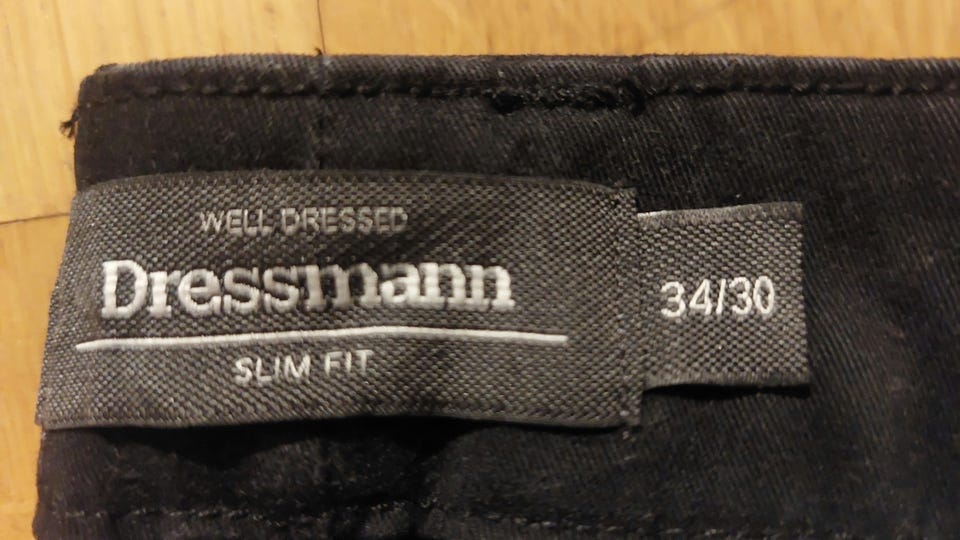 WELL DRESSED
Dressmann
SLIM FIT
34/30